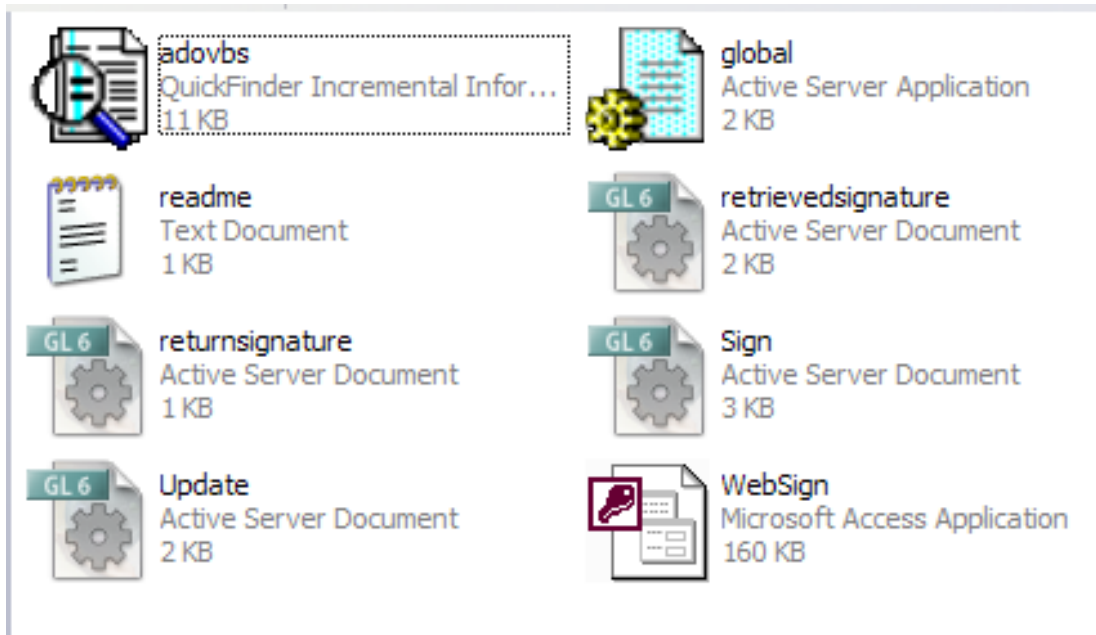 adovbs
QuickFinder Incremental Infor...
11 KB
global
Active Server Application
2 KB
readme
Text Document
1 KB
GL 6
retrievedsignature
Active Server Document
2 KB
GL 6
returnsignature
Active Server Document
1 KB
GL 6
Sign
Active Server Document
3 KB
GL 6
Update
Active Server Document
2 KB
WebSign
Microsoft Access Application
160 KB